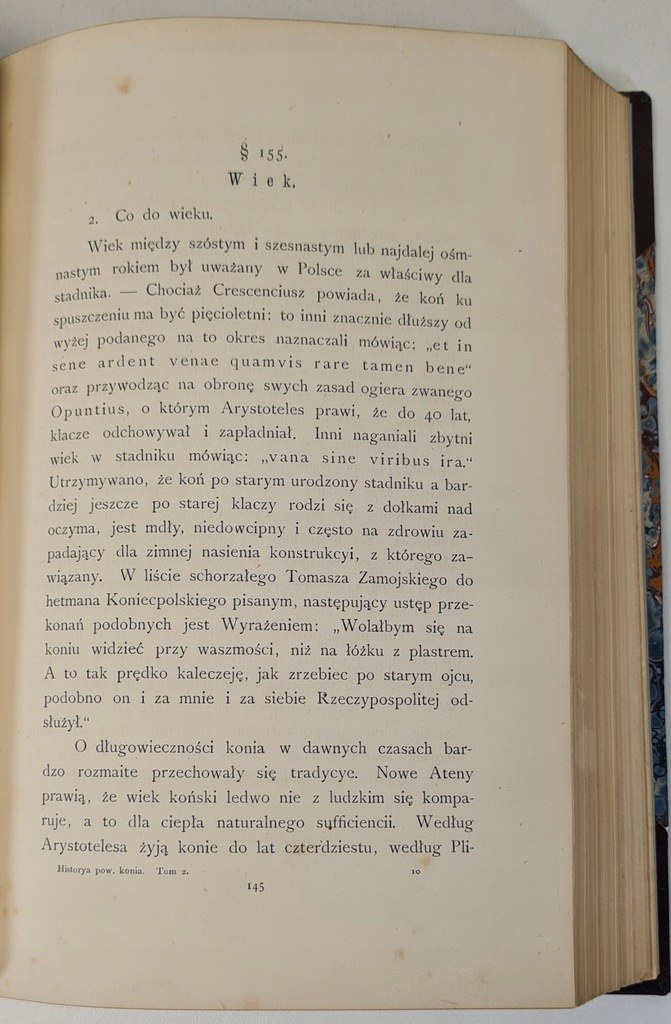 § 155.
Wiek.
2. Co do wieku.
Wiek między szóstym i szesnastym lub najdalej ośm-
nastym rokiem był uważany w Polsce za właściwy dla
stadnika. — Chociaż Crescenciusz powiada, że koń ku
spuszczeniu ma być pięcioletni: to inni znacznie dłuższy od
wyżej podanego na to okres naznaczali mówiąc: „et in
sene ardent venae quamvis rare tamen bene“
oraz przywodząc na obronę swych zasad ogiera zwanego
Opuntius, o którym Arystoteles prawi, że do 40 lat,
klacze odchowywał i zapładniał. Inni naganiali zbytni
wiek w stadniku mówiąc: „vana sine viribus ira.“
Utrzymywano, że koń po starym urodzony stadniku a bar-
dziej jeszcze po starej klaczy rodzi się z dołkami nad
oczyma, jest mdły, niedowcipny i często na zdrowiu za-
padający dla zimnej nasienia konstrukcyi, z którego za-
wiązany. W liście schorzałego Tomasza Zamojskiego do
hetmana Koniecpolskiego pisanym, następujący ustęp prze-
konań podobnych jest Wyrażeniem: „Wolałbym się na
koniu widzieć przy waszmości, niż na łóżku z plastrem.
A to tak prędko kaleczeję, jak zrzebiec po starym ojcu,
podobno on i za mnie i za siebie Rzeczypospolitej od-
służył.“
O długowieczności konia w dawnych czasach bar-
dzo rozmaite przechowały się tradycye. Nowe Ateny
prawią, że wiek koński ledwo nie z ludzkim się kompa-
ruje, a to dla ciepła naturalnego sufficiencii. Według
Arystotelesa żyją konie do lat czterdziestu, według Pli-
Historya pow. konia. Tom 2. 10
145